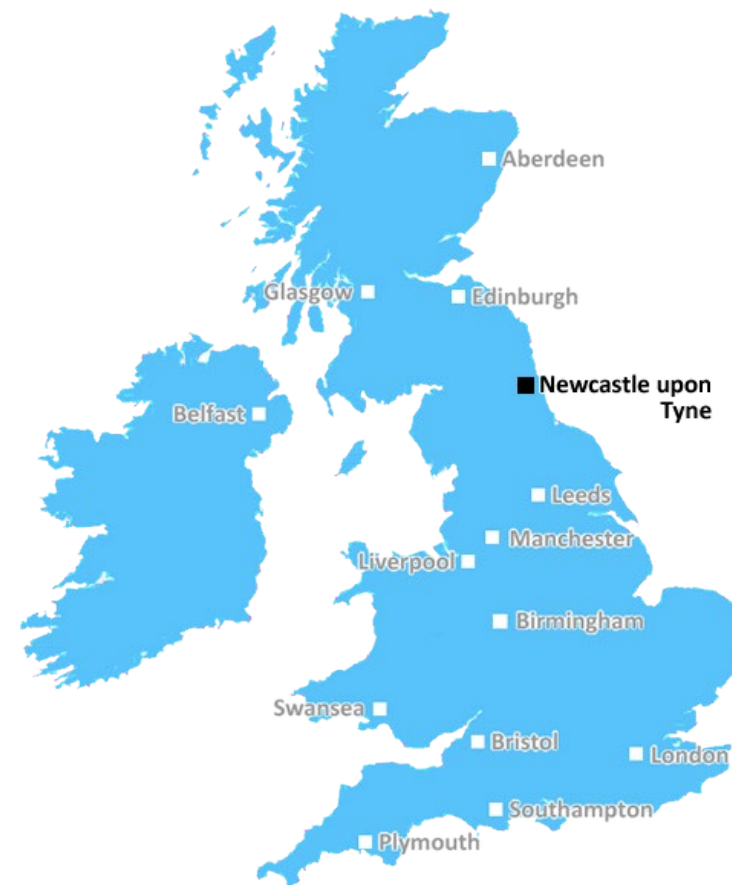 Aberdeen
Glasgow
Edinburgh
Newcastle upon
Tyne
Belfast
Leeds
Manchester
Liverpool
Birmingham
Swansea
Bristol
London
Southampton
Plymouth